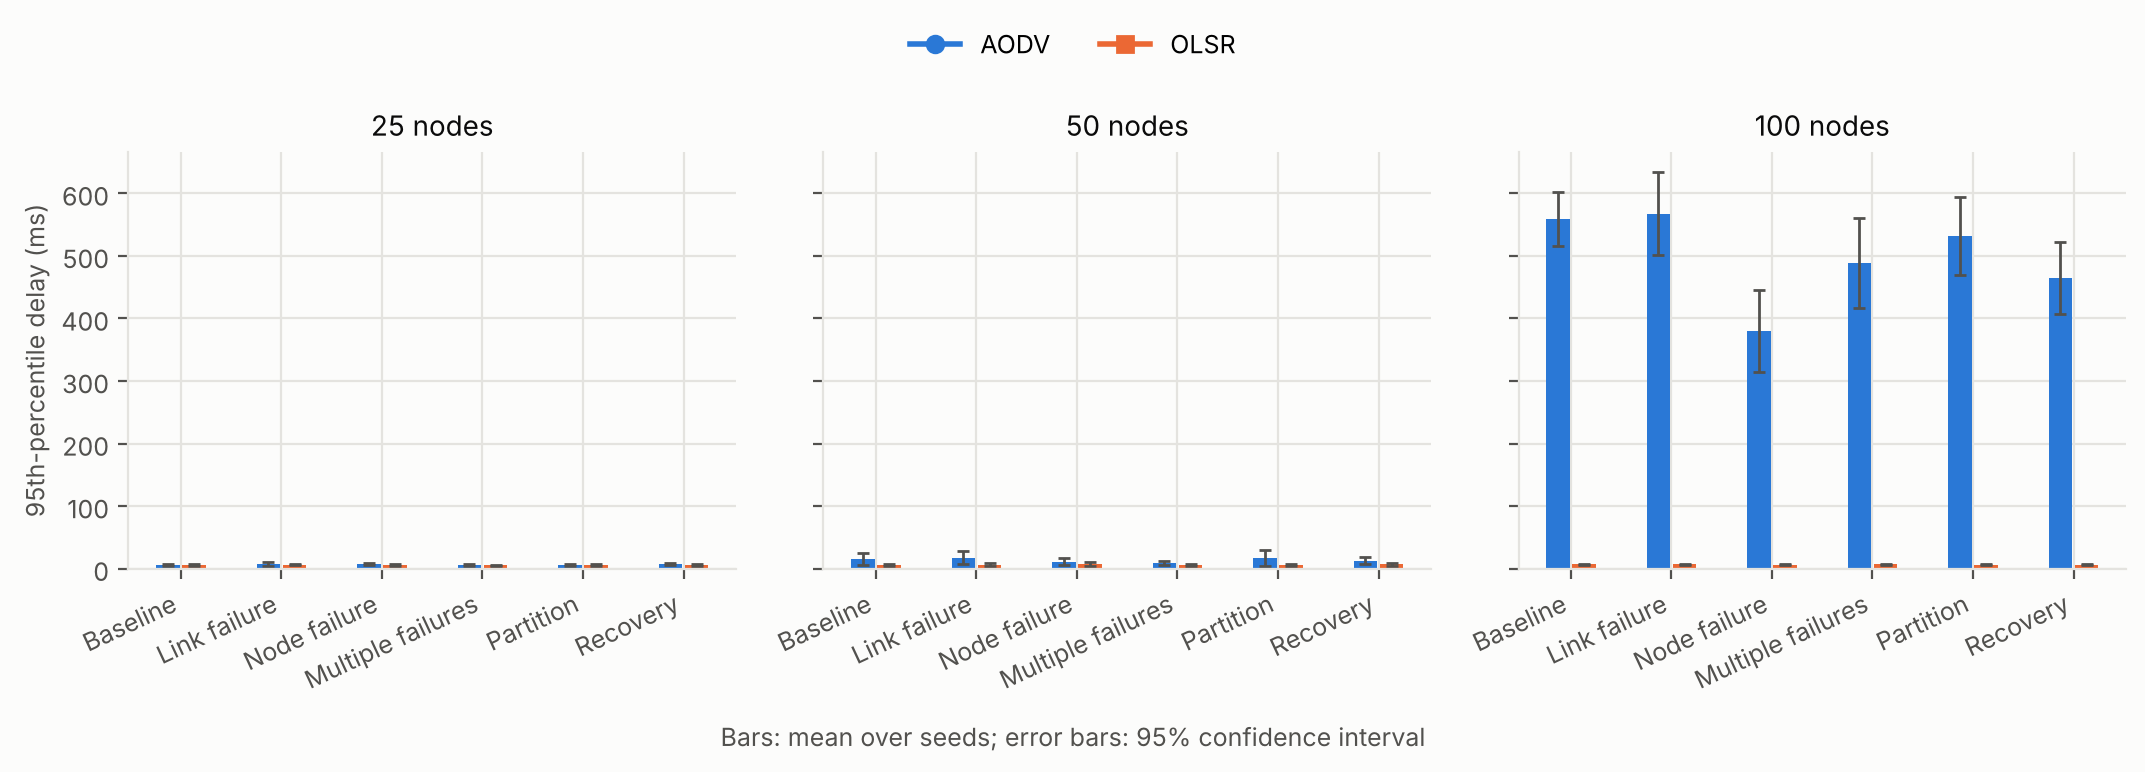 AODV OLSR
25 nodes 50 nodes 100 nodes
95th-percentile delay (ms)
600
500
400
300
200
100
0
Baseline Link failure Node failure Multiple failures Partition Recovery
Baseline Link failure Node failure Multiple failures Partition Recovery
Baseline Link failure Node failure Multiple failures Partition Recovery
Bars: mean over seeds; error bars: 95% confidence interval